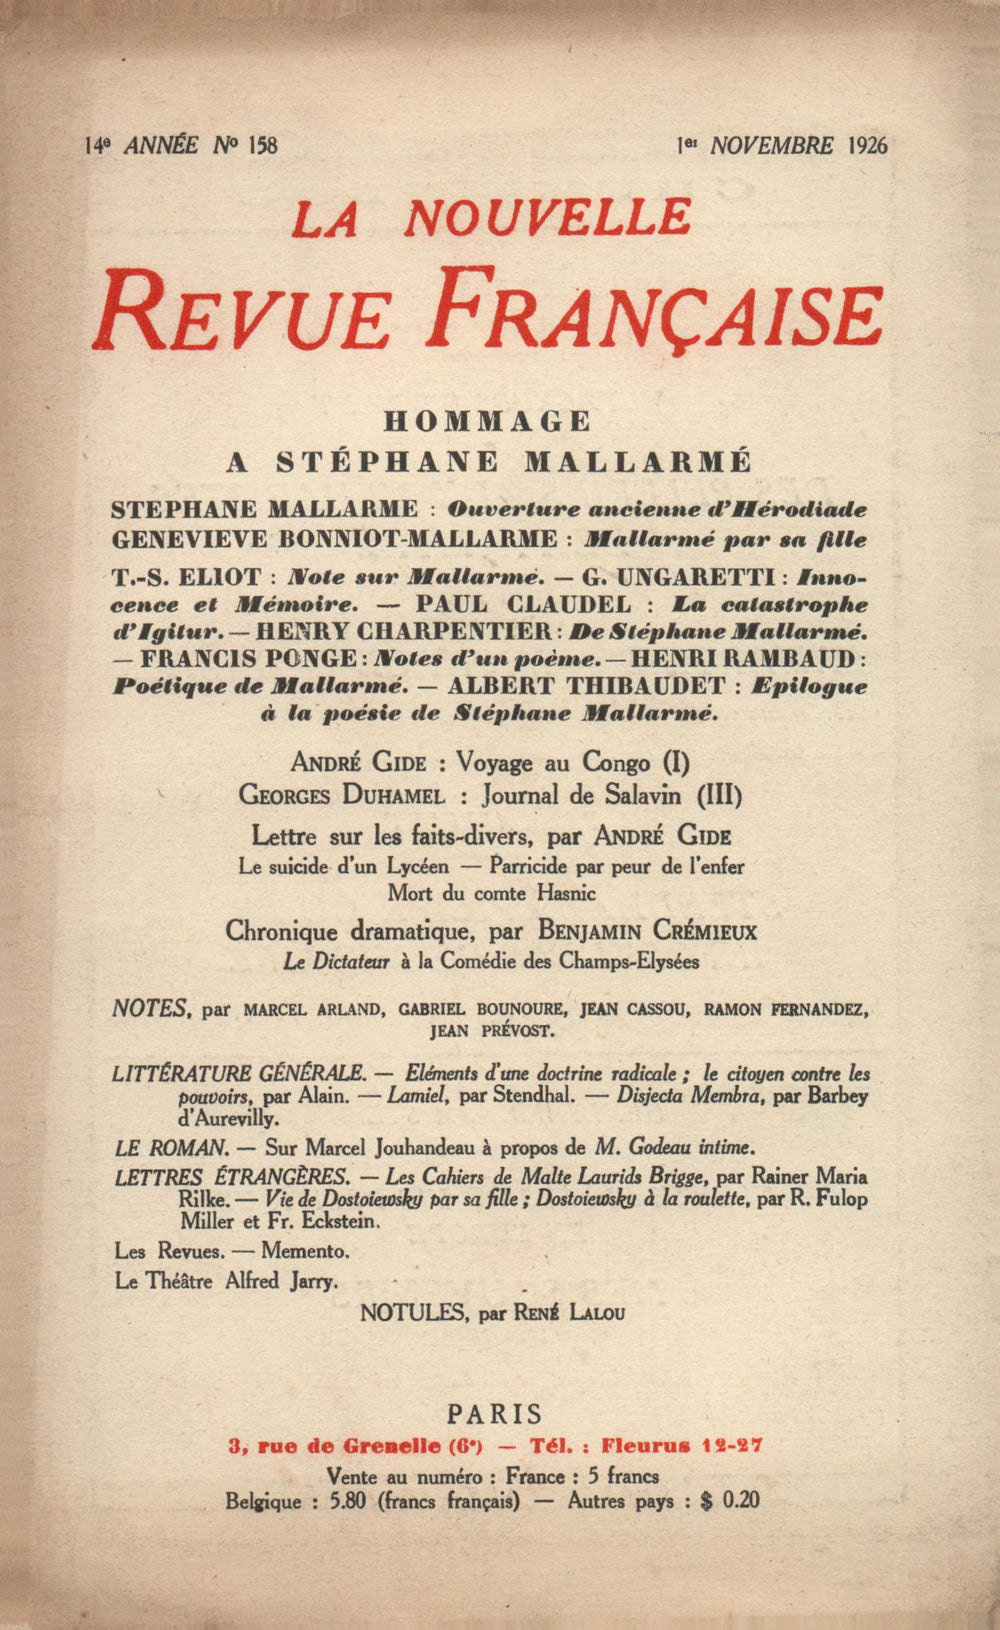 14e ANNÉE No 158
1er NOVEMBRE 1926
LA NOUVELLE
REVUE FRANÇAISE
HOMMAGE
A STÉPHANE MALLARMÉ
STEPHANE MALLARME : Ouverture ancienne d'Hérodiade
GENEVIEVE BONNIOT-MALLARME : Mallarmé par sa fille
T.-S. ELIOT : Note sur Mallarmé. — G. UNGARETTI : Inno-
cence et Mémoire. — PAUL CLAUDEL : La catastrophe
d'Igitur. — HENRY CHARPENTIER : De Stéphane Mallarmé.
— FRANCIS PONGE : Notes d'un poème. — HENRI RAMBAUD :
Poétique de Mallarmé. — ALBERT THIBAUDET : Epilogue
à la poésie de Stéphane Mallarmé.
ANDRÉ GIDE : Voyage au Congo (I)
GEORGES DUHAMEL : Journal de Salavin (III)
Lettre sur les faits-divers, par ANDRÉ GIDE
Le suicide d'un Lycéen — Parricide par peur de l'enfer
Mort du comte Hasnic
Chronique dramatique, par BENJAMIN CRÉMIEUX
Le Dictateur à la Comédie des Champs-Elysées
NOTES, par MARCEL ARLAND, GABRIEL BOUNOURE, JEAN CASSOU, RAMON FERNANDEZ,
JEAN PRÉVOST.
LITTÉRATURE GÉNÉRALE. — Eléments d'une doctrine radicale ; le citoyen contre les
pouvoirs, par Alain. — Lamiel, par Stendhal. — Disjecta Membra, par Barbey
d'Aurevilly.
LE ROMAN. — Sur Marcel Jouhandeau à propos de M. Godeau intime.
LETTRES ÉTRANGÈRES. — Les Cahiers de Malte Laurids Brigge, par Rainer Maria
Rilke. — Vie de Dostoiewsky par sa fille ; Dostoiewsky à la roulette, par R. Fulop
Miller et Fr. Eckstein.
Les Revues. — Memento.
Le Théâtre Alfred Jarry.
NOTULES, par RENÉ LALOU
PARIS
3, rue de Grenelle (6e) — Tél. : Fleurus 12-27
Vente au numéro : France : 5 francs
Belgique : 5.80 (francs français) — Autres pays : $ 0.20